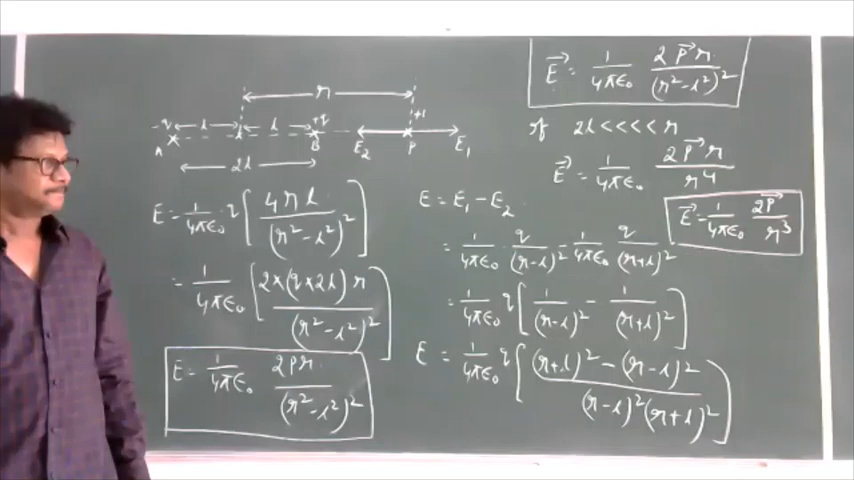 r
-q l l +q +1
A B E₂ P E₁
2l
E = 1/4πε₀ q [ 4rl / (r² - l²)² ]
= 1/4πε₀ [ 2×(q×2l) r / (r² - l²)² ]
E = 1/4πε₀ 2pr / (r² - l²)²
E = E₁ - E₂
= 1/4πε₀ · q/(r-l)² - 1/4πε₀ q/(r+l)²
= 1/4πε₀ q [ 1/(r-l)² - 1/(r+l)² ]
E = 1/4πε₀ q [ (r+l)² - (r-l)² / (r-l)² (r+l)² ]
E⃗ = 1/4πε₀ 2P⃗r / (r² - l²)²
if 2l <<<< r
E⃗ = 1/4πε₀ 2P⃗r / r⁴
E⃗ = 1/4πε₀ 2P⃗ / r³